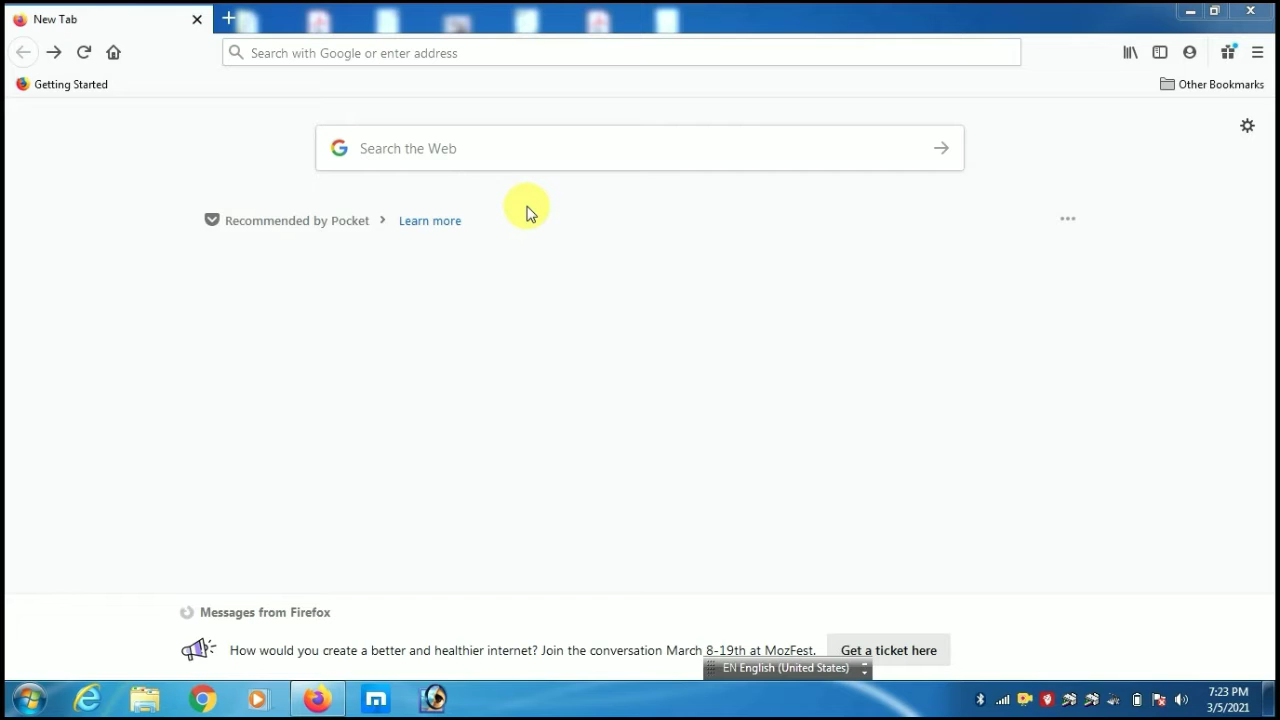 New Tab
Search with Google or enter address
Getting Started
Other Bookmarks
Search the Web
Recommended by Pocket
Learn more
Messages from Firefox
How would you create a better and healthier internet? Join the conversation March 8-19th at MozFest.
Get a ticket here
EN English (United States)
7:23 PM
3/5/2021